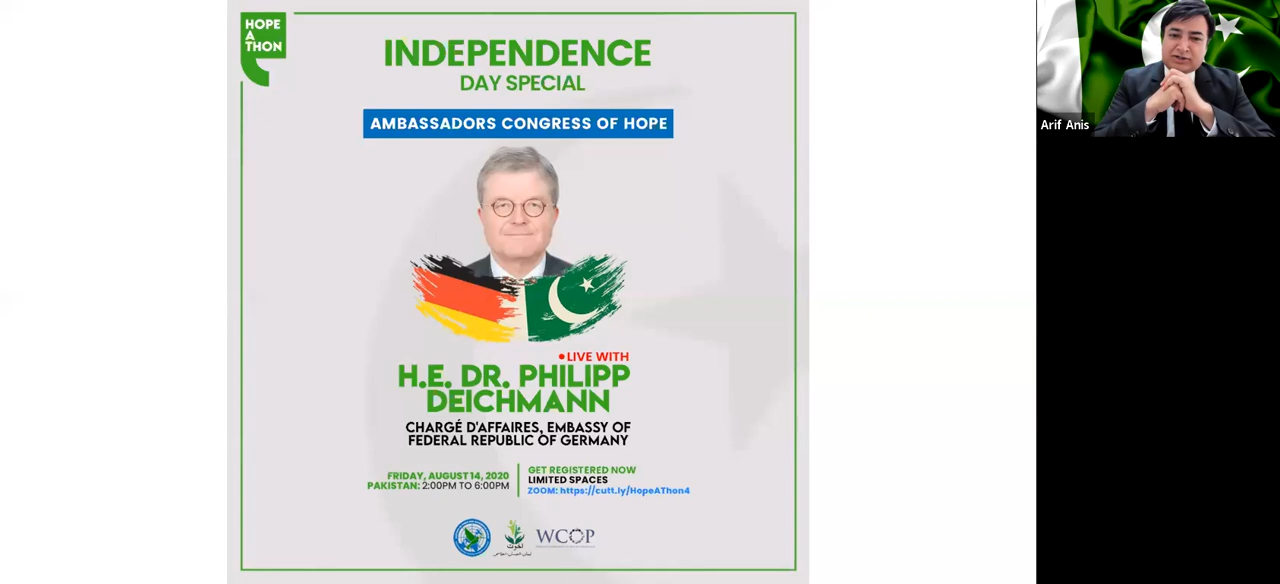 HOPE
A
THON
INDEPENDENCE
DAY SPECIAL
AMBASSADORS CONGRESS OF HOPE
•LIVE WITH
H.E. DR. PHILIPP
DEICHMANN
CHARGÉ D'AFFAIRES, EMBASSY OF
FEDERAL REPUBLIC OF GERMANY
FRIDAY, AUGUST 14, 2020
PAKISTAN: 2:00PM TO 6:00PM
GET REGISTERED NOW
LIMITED SPACES
ZOOM: https://cutt.ly/HopeAThon4
اخوت
WCOP
Arif Anis